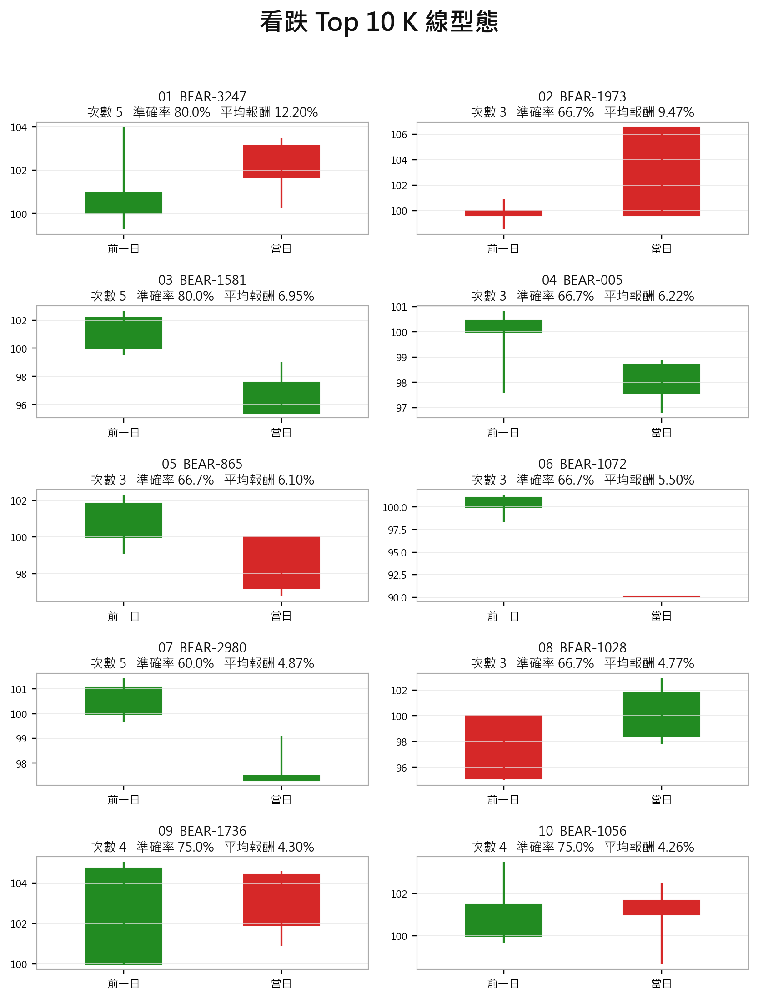 看跌 Top 10 K 線型態
01 BEAR-3247
次數 5 準確率 80.0% 平均報酬 12.20%
104
102
100
前一日 當日
02 BEAR-1973
次數 3 準確率 66.7% 平均報酬 9.47%
106
104
102
100
前一日 當日
03 BEAR-1581
次數 5 準確率 80.0% 平均報酬 6.95%
102
100
98
96
前一日 當日
04 BEAR-005
次數 3 準確率 66.7% 平均報酬 6.22%
101
100
99
98
97
前一日 當日
05 BEAR-865
次數 3 準確率 66.7% 平均報酬 6.10%
102
100
98
前一日 當日
06 BEAR-1072
次數 3 準確率 66.7% 平均報酬 5.50%
100.0
97.5
95.0
92.5
90.0
前一日 當日
07 BEAR-2980
次數 5 準確率 60.0% 平均報酬 4.87%
101
100
99
98
前一日 當日
08 BEAR-1028
次數 3 準確率 66.7% 平均報酬 4.77%
102
100
98
96
前一日 當日
09 BEAR-1736
次數 4 準確率 75.0% 平均報酬 4.30%
104
102
100
前一日 當日
10 BEAR-1056
次數 4 準確率 75.0% 平均報酬 4.26%
102
100
前一日 當日